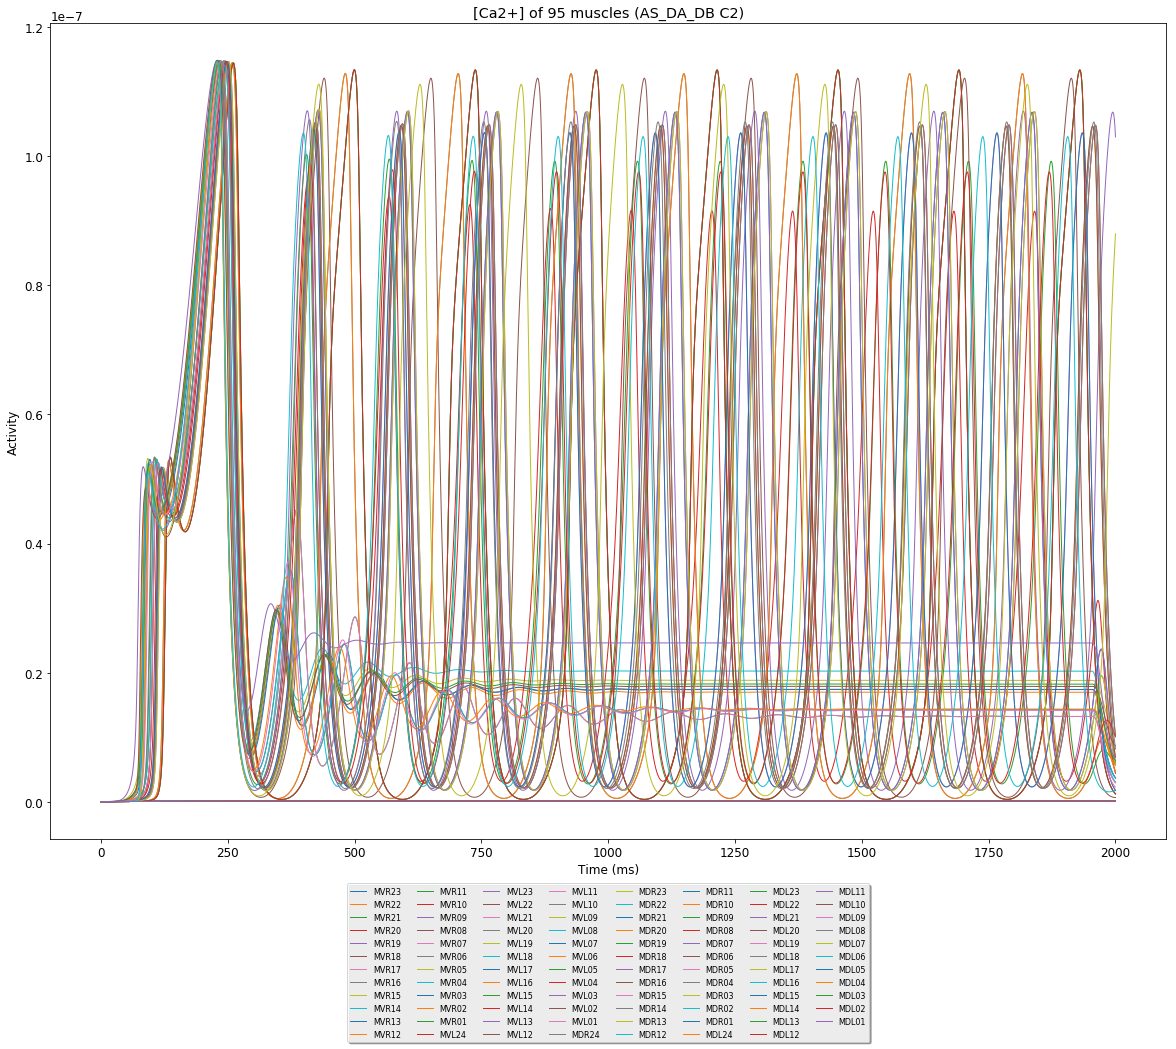 [Ca2+] of 95 muscles (AS_DA_DB C2)
1e−7
1.2
1.0
0.8
0.6
0.4
0.2
0.0
Activity
0 250 500 750 1000 1250 1500 1750 2000
Time (ms)
MVR23 MVR11 MVL23 MVL11 MDR23 MDR11 MDL23 MDL11
MVR22 MVR10 MVL22 MVL10 MDR22 MDR10 MDL22 MDL10
MVR21 MVR09 MVL21 MVL09 MDR21 MDR09 MDL21 MDL09
MVR20 MVR08 MVL20 MVL08 MDR20 MDR08 MDL20 MDL08
MVR19 MVR07 MVL19 MVL07 MDR19 MDR07 MDL19 MDL07
MVR18 MVR06 MVL18 MVL06 MDR18 MDR06 MDL18 MDL06
MVR17 MVR05 MVL17 MVL05 MDR17 MDR05 MDL17 MDL05
MVR16 MVR04 MVL16 MVL04 MDR16 MDR04 MDL16 MDL04
MVR15 MVR03 MVL15 MVL03 MDR15 MDR03 MDL15 MDL03
MVR14 MVR02 MVL14 MVL02 MDR14 MDR02 MDL14 MDL02
MVR13 MVR01 MVL13 MVL01 MDR13 MDR01 MDL13 MDL01
MVR12 MVL24 MVL12 MDR24 MDR12 MDL24 MDL12